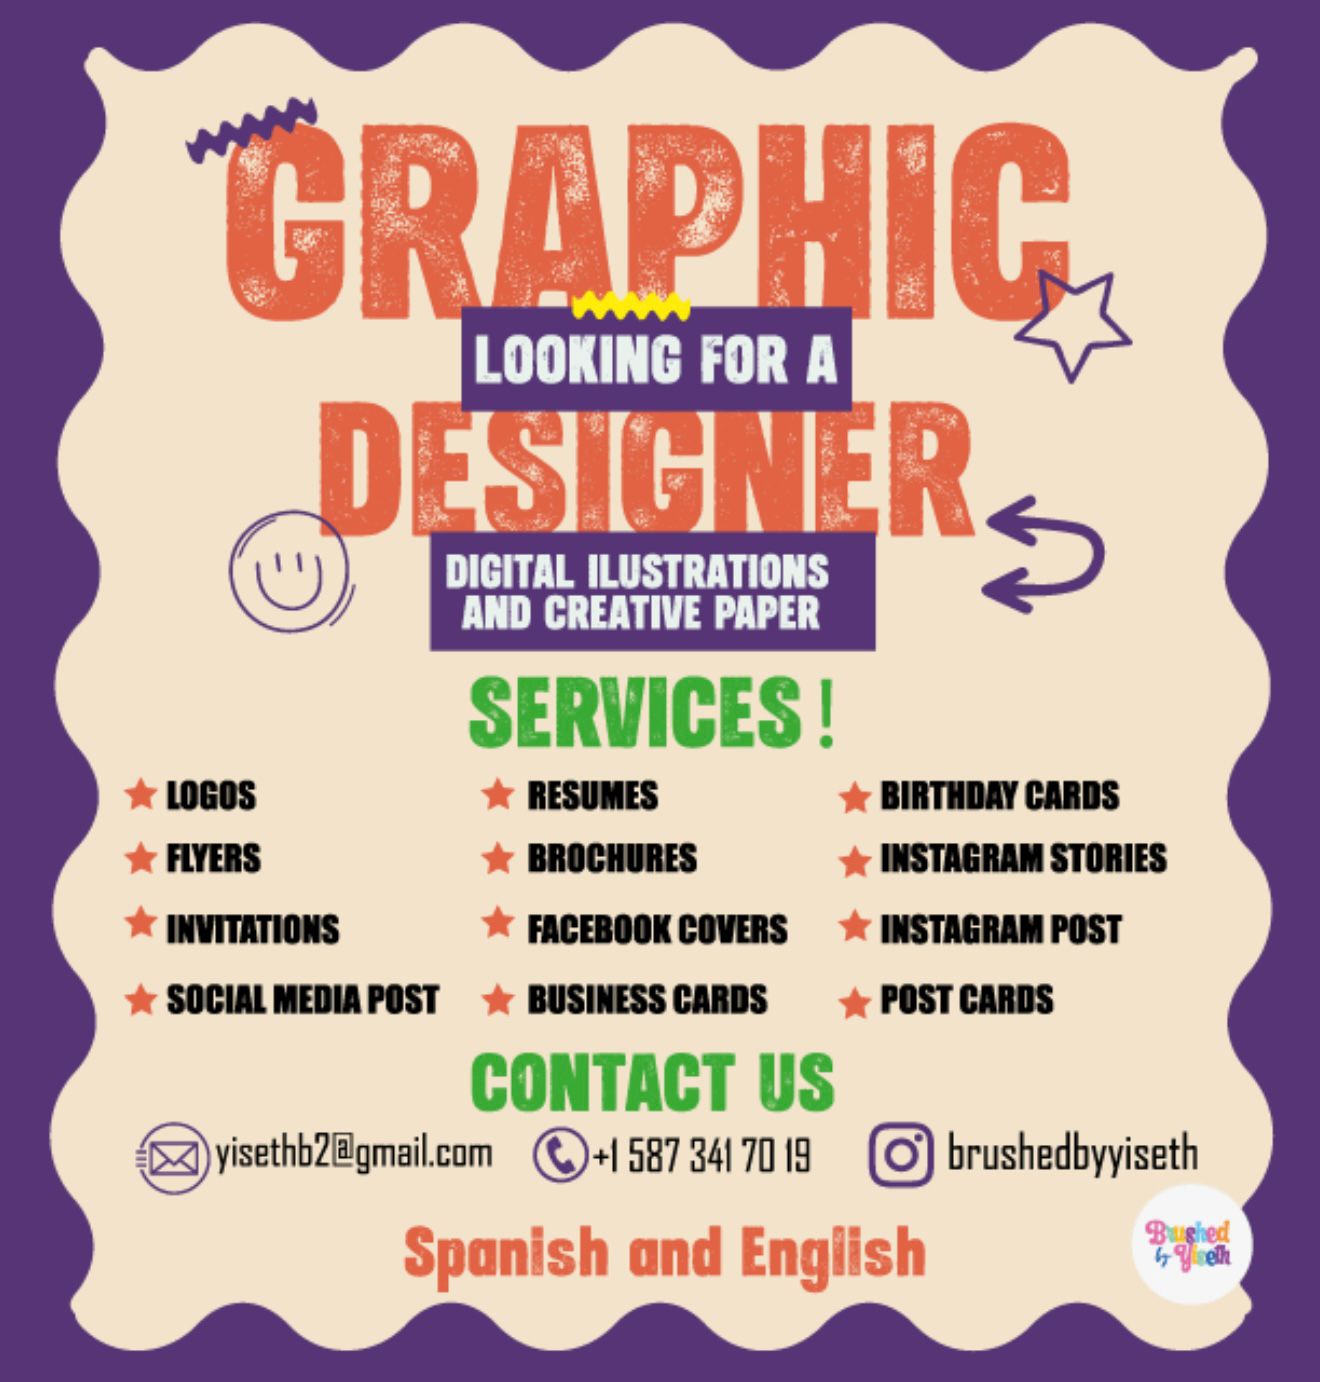 GRAPHIC
LOOKING FOR A
DESIGNER
DIGITAL ILUSTRATIONS
AND CREATIVE PAPER
SERVICES!
LOGOS
FLYERS
INVITATIONS
SOCIAL MEDIA POST
RESUMES
BROCHURES
FACEBOOK COVERS
BUSINESS CARDS
BIRTHDAY CARDS
INSTAGRAM STORIES
INSTAGRAM POST
POST CARDS
CONTACT US
yisethb2@gmail.com
+1 587 341 70 19
brushedbyyiseth
Spanish and English
Brushed
by Yiseth